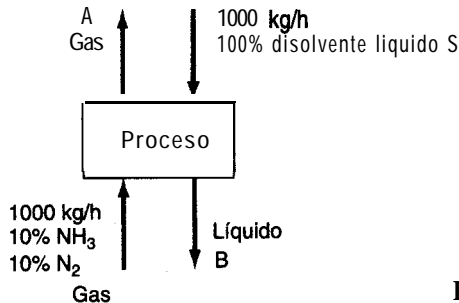 A
Gas
1000 kg/h
100% disolvente liquido S
Proceso
1000 kg/h
10% NH₃
10% N₂
Gas
Líquido
B